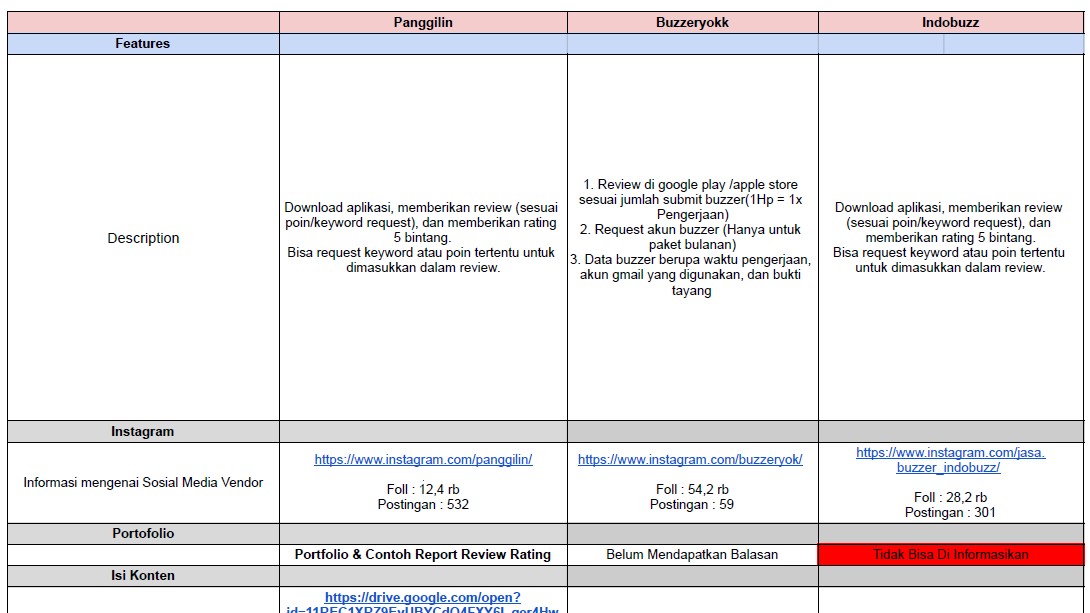 Panggilin Buzzeryokk Indobuzz
Features
Description
Download aplikasi, memberikan review (sesuai
poin/keyword request), dan memberikan rating
5 bintang.
Bisa request keyword atau poin tertentu untuk
dimasukkan dalam review.
1. Review di google play /apple store
sesuai jumlah submit buzzer(1Hp = 1x
Pengerjaan)
2. Request akun buzzer (Hanya untuk
paket bulanan)
3. Data buzzer berupa waktu pengerjaan,
akun gmail yang digunakan, dan bukti
tayang
Download aplikasi, memberikan review
(sesuai poin/keyword request), dan
memberikan rating 5 bintang.
Bisa request keyword atau poin tertentu
untuk dimasukkan dalam review.
Instagram
Informasi mengenai Sosial Media Vendor
https://www.instagram.com/panggilin/
Foll : 12,4 rb
Postingan : 532
https://www.instagram.com/buzzeryok/
Foll : 54,2 rb
Postingan : 59
https://www.instagram.com/jasa.
buzzer_indobuzz/
Foll : 28,2 rb
Postingan : 301
Portofolio
Portfolio & Contoh Report Review Rating Belum Mendapatkan Balasan Tidak Bisa Di Informasikan
Isi Konten
https://drive.google.com/open?